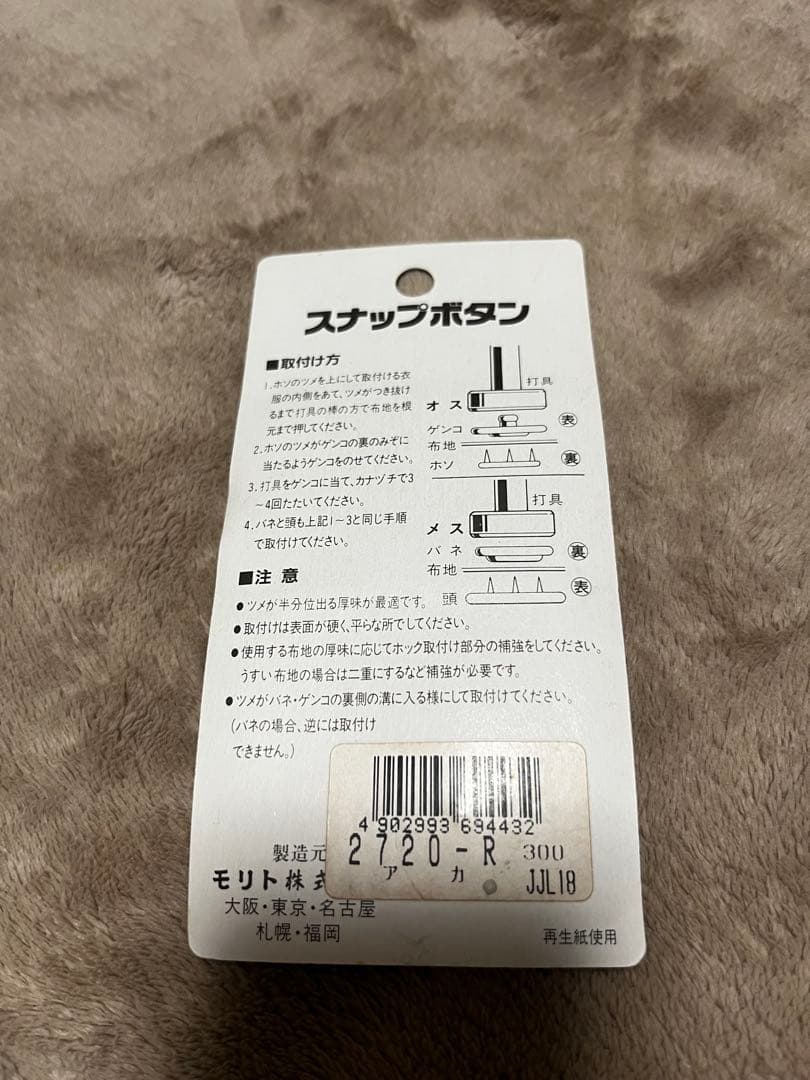 スナップボタン
■取付け方
1.ホソのツメを上にして取付ける衣
服の内側をあて、ツメがつき抜け
るまで打具の棒の方で布地を根
元まで押してください。
2.ホソのツメがゲンコの裏のみぞに
当たるようゲンコをのせてください。
3.打具をゲンコに当て、カナヅチで3
〜4回たたいてください。
4.バネと頭も上記1〜3と同じ手順
で取付けてください。
打具
オス
ゲンコ
表
布地
ホソ
裏
打具
メス
バネ
裏
布地
頭
表
■注意
●ツメが半分位出る厚味が最適です。
●取付けは表面が硬く、平らな所でしてください。
●使用する布地の厚味に応じてホック取付け部分の補強をしてください。
うすい布地の場合は二重にするなど補強が必要です。
●ツメがバネ・ゲンコの裏側の溝に入る様にして取付けてください。
(バネの場合、逆には取付け
できません。)
4 902993 694432
2720-R 300
アカ JJL18
製造元
モリト株式
大阪・東京・名古屋
札幌・福岡
再生紙使用